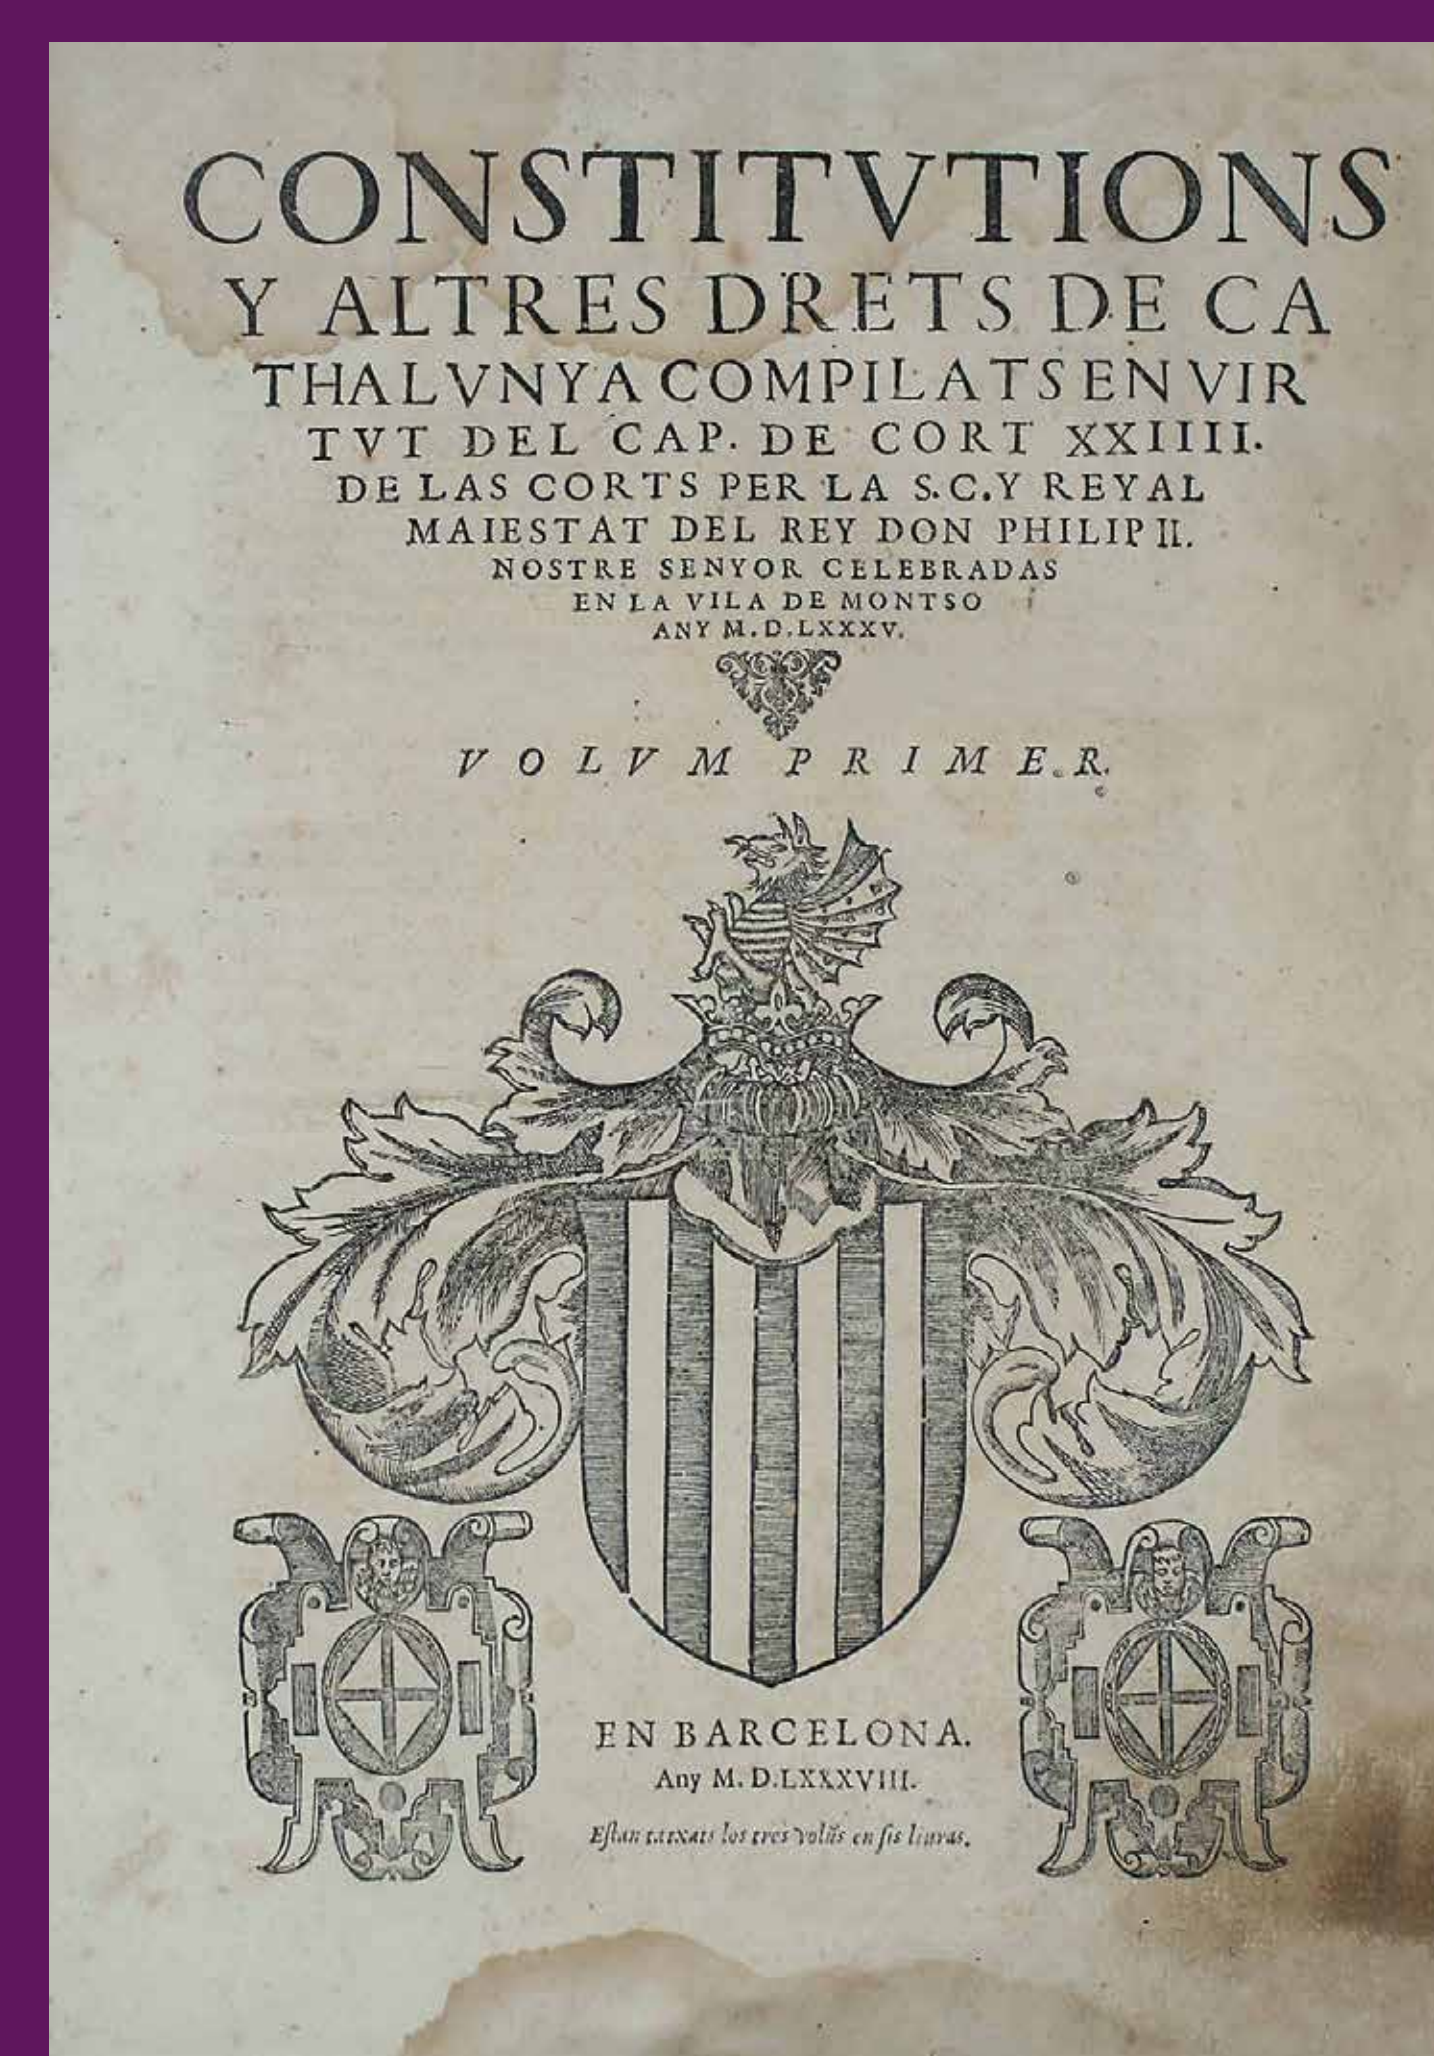 CONSTITVTIONS
Y ALTRES DRETS DE CA
THALVNYA COMPILATS EN VIR
TVT DEL CAP. DE CORT XXIIII.
DE LAS CORTS PER LA S.C.Y REYAL
MAIESTAT DEL REY DON PHILIP II.
NOSTRE SENYOR CELEBRADAS
EN LA VILA DE MONTSO
ANY M.D.LXXXV.
VOLVM PRIMER.
EN BARCELONA.
Any M. D.LXXXVIII.
Eſtan taxats los tres volũs en ſis liuras.